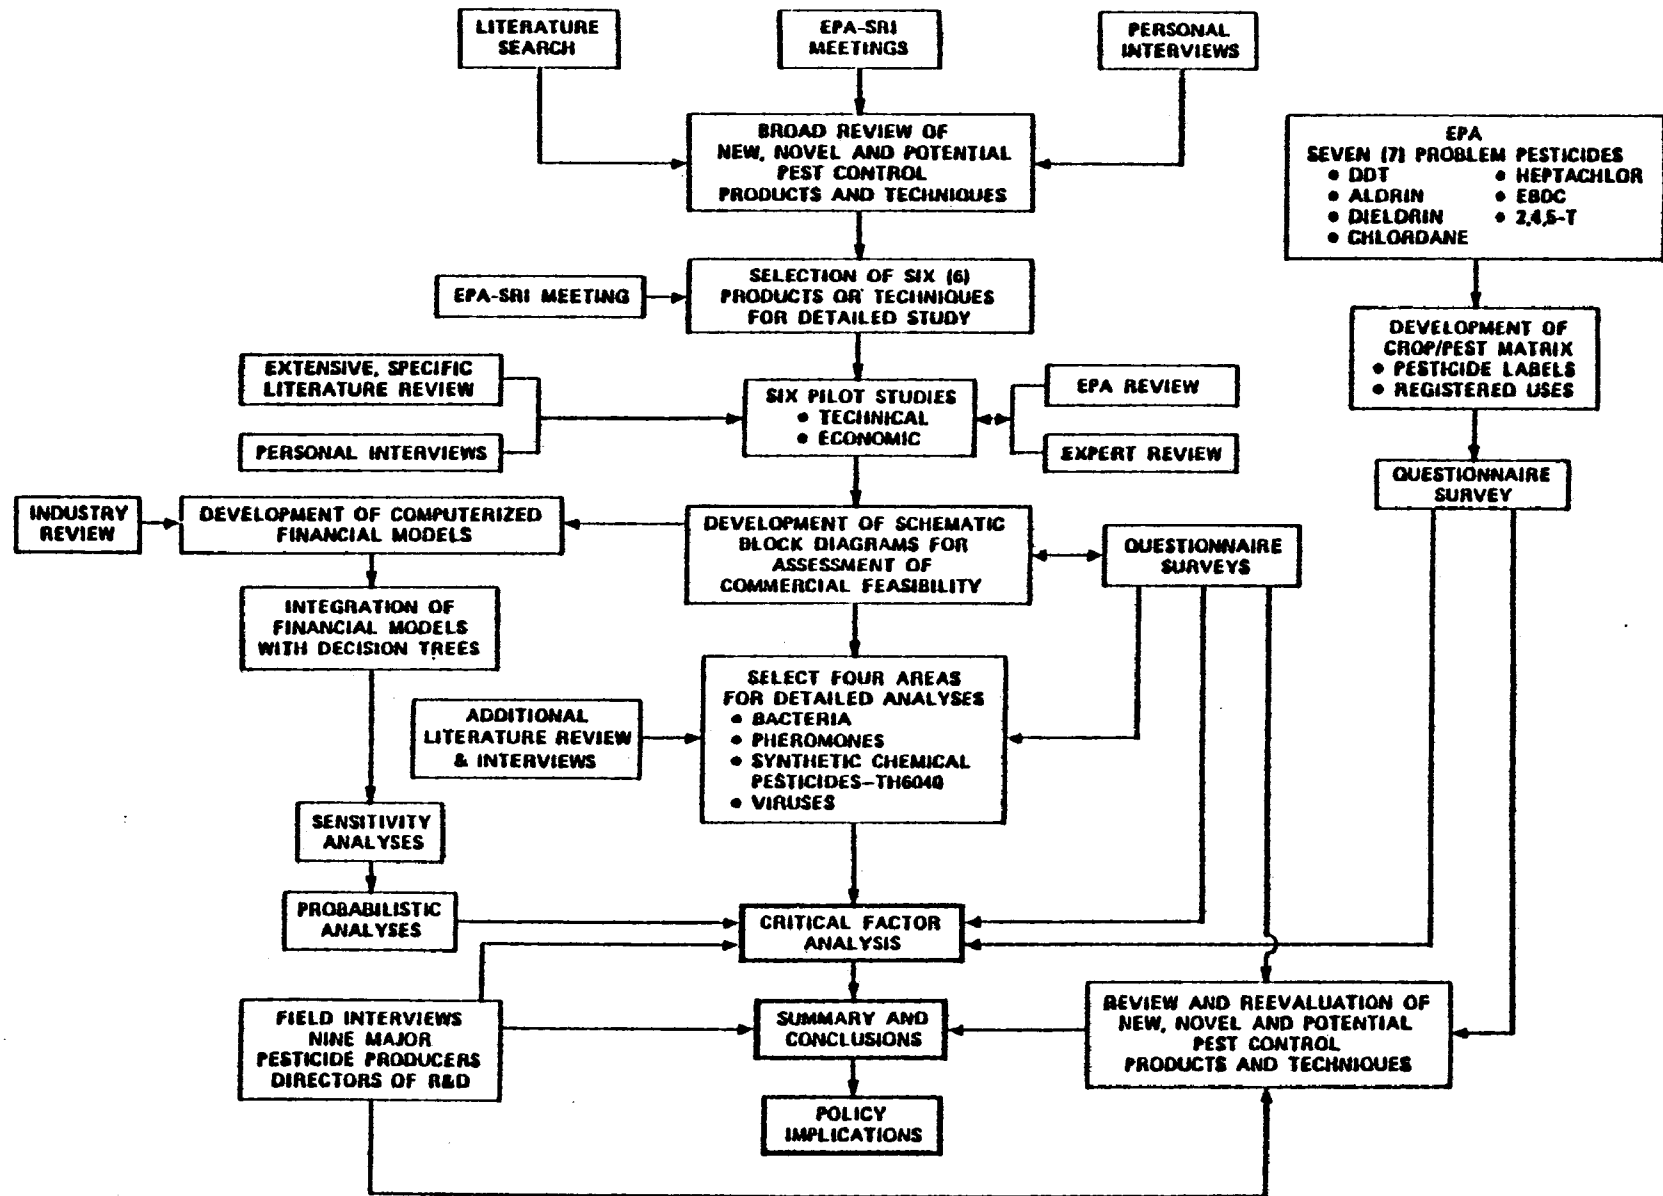 LITERATURE
SEARCH
EPA-SRI
MEETINGS
PERSONAL
INTERVIEWS
BROAD REVIEW OF
NEW, NOVEL AND POTENTIAL
PEST CONTROL
PRODUCTS AND TECHNIQUES
EPA
SEVEN (7) PROBLEM PESTICIDES
• DDT
• ALDRIN
• DIELDRIN
• CHLORDANE
• HEPTACHLOR
• EBDC
• 2,4,5-T
EPA-SRI MEETING
SELECTION OF SIX (6)
PRODUCTS OR TECHNIQUES
FOR DETAILED STUDY
DEVELOPMENT OF
CROP/PEST MATRIX
• PESTICIDE LABELS
• REGISTERED USES
EXTENSIVE, SPECIFIC
LITERATURE REVIEW
PERSONAL INTERVIEWS
SIX PILOT STUDIES
• TECHNICAL
• ECONOMIC
EPA REVIEW
EXPERT REVIEW
QUESTIONNAIRE
SURVEY
INDUSTRY
REVIEW
DEVELOPMENT OF COMPUTERIZED
FINANCIAL MODELS
DEVELOPMENT OF SCHEMATIC
BLOCK DIAGRAMS FOR
ASSESSMENT OF
COMMERCIAL FEASIBILITY
QUESTIONNAIRE
SURVEYS
INTEGRATION OF
FINANCIAL MODELS
WITH DECISION TREES
ADDITIONAL
LITERATURE REVIEW
& INTERVIEWS
SELECT FOUR AREAS
FOR DETAILED ANALYSES
• BACTERIA
• PHEROMONES
• SYNTHETIC CHEMICAL
PESTICIDES–TH6040
• VIRUSES
SENSITIVITY
ANALYSES
PROBABILISTIC
ANALYSES
CRITICAL FACTOR
ANALYSIS
FIELD INTERVIEWS
NINE MAJOR
PESTICIDE PRODUCERS
DIRECTORS OF R&D
SUMMARY AND
CONCLUSIONS
REVIEW AND REEVALUATION OF
NEW, NOVEL AND POTENTIAL
PEST CONTROL
PRODUCTS AND TECHNIQUES
POLICY
IMPLICATIONS